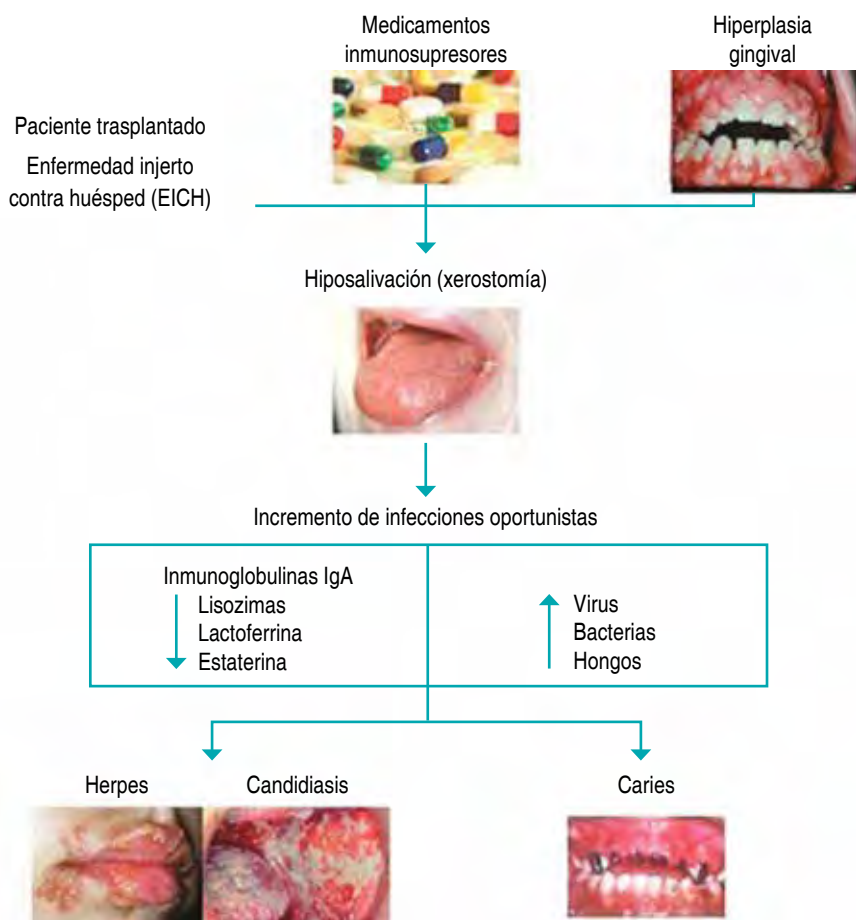 Medicamentos
inmunosupresores
Hiperplasia
gingival
Paciente trasplantado
Enfermedad injerto
contra huésped (EICH)
Hiposalivación (xerostomía)
Incremento de infecciones oportunistas
Inmunoglobulinas IgA
Lisozimas
Lactoferrina
Estaterina
Virus
Bacterias
Hongos
Herpes
Candidiasis
Caries